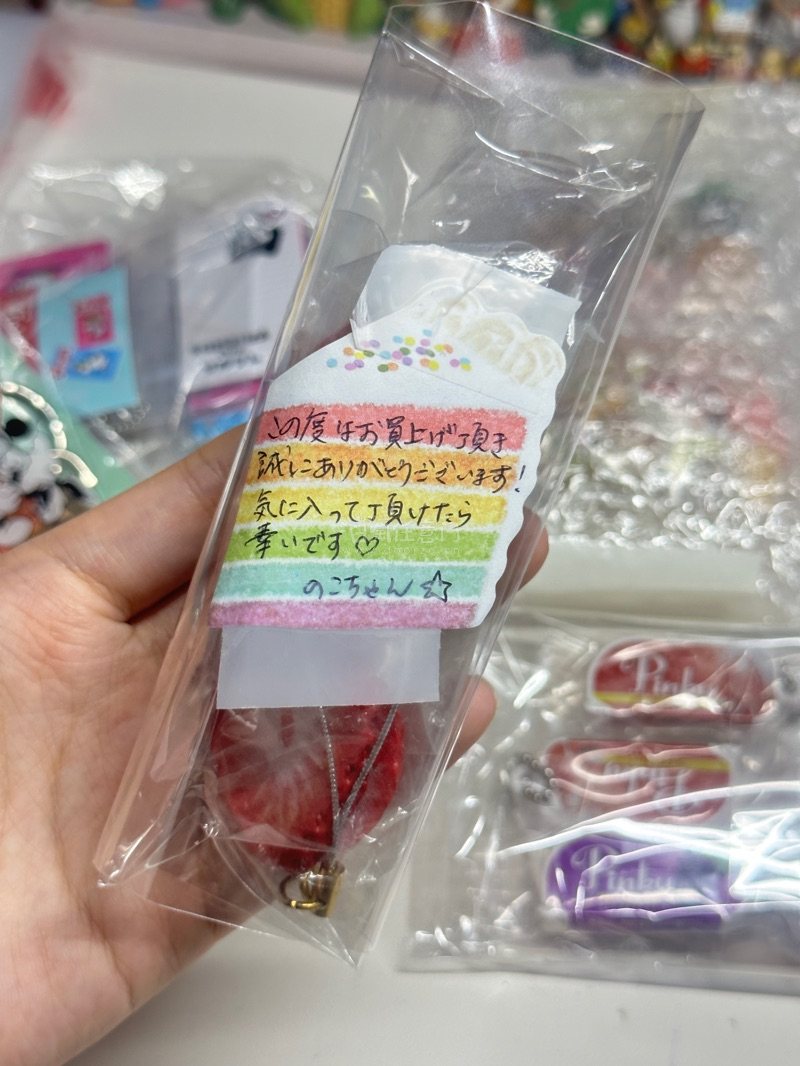 この度はお買上げ頂き
誠にありがとうございます!
気に入って頂けたら
幸いです♡
のこちゃん☆
Pinky
Pinky